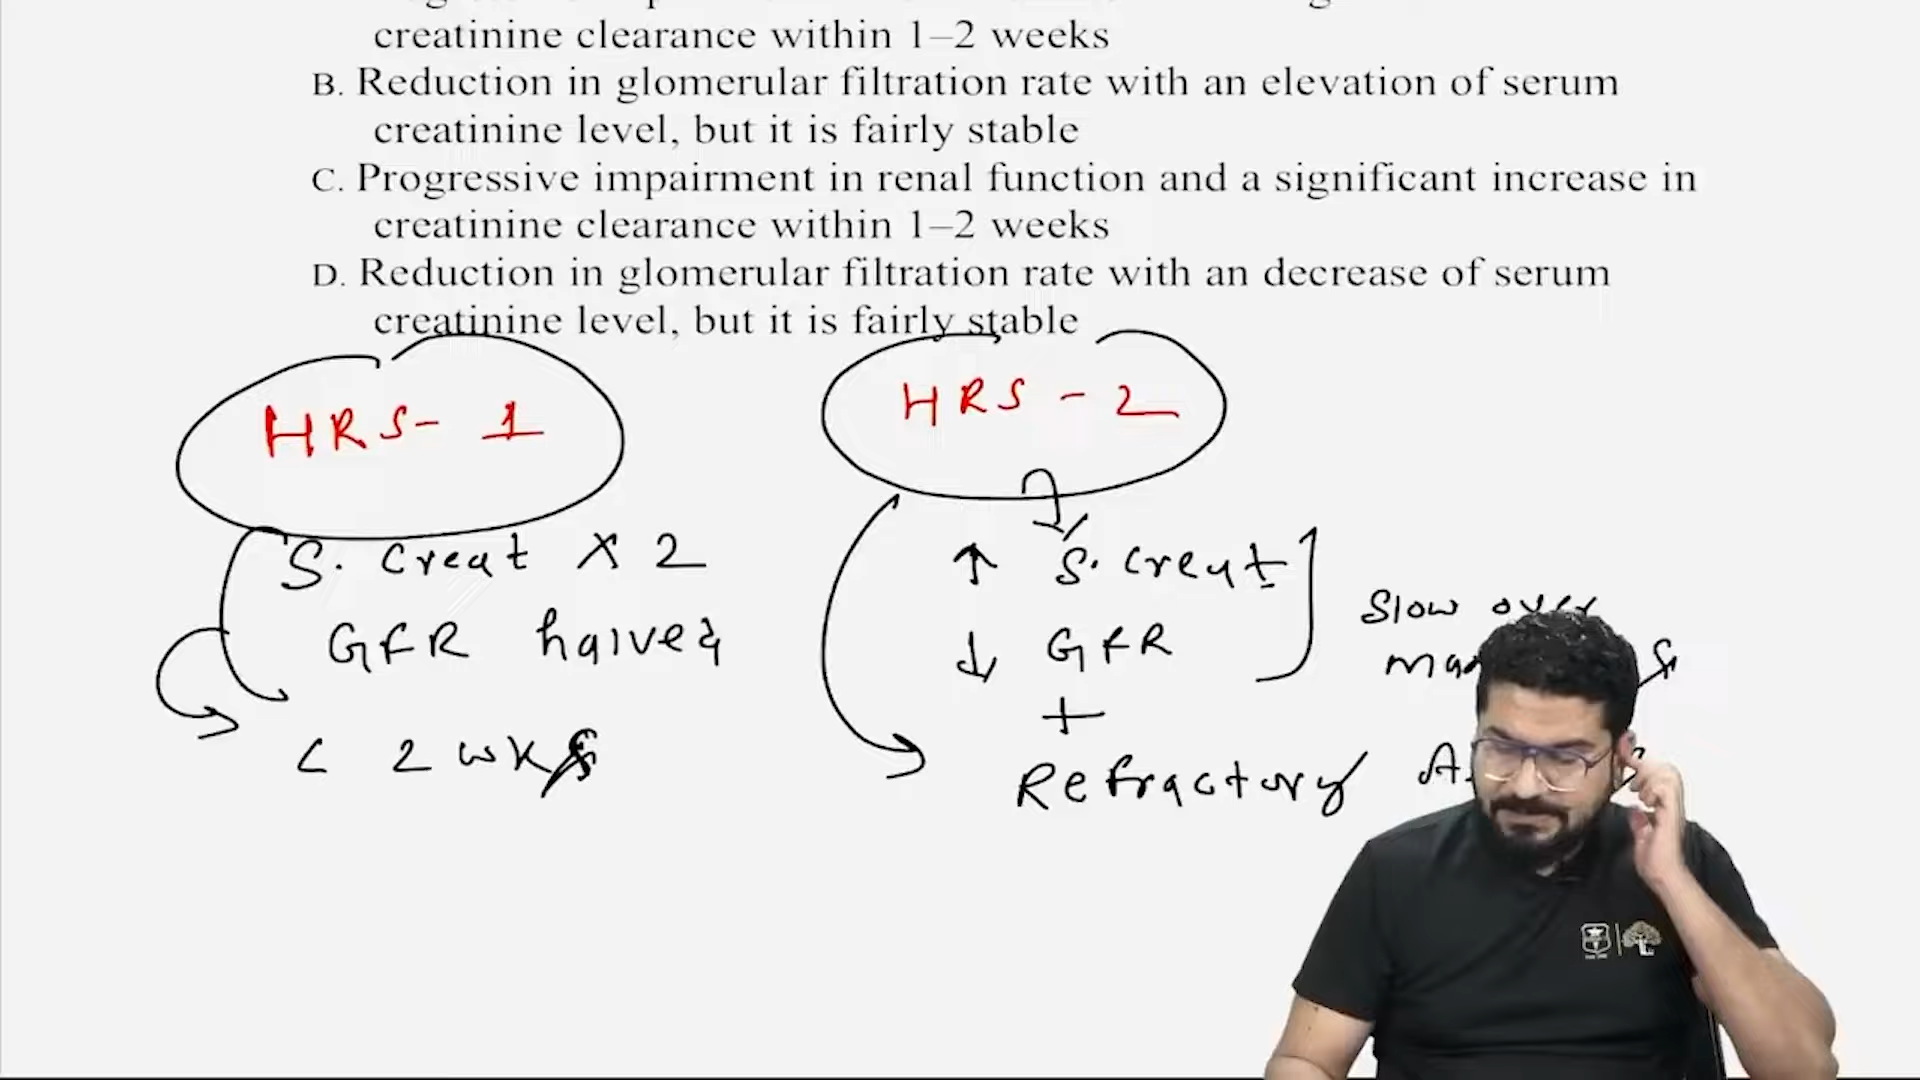 creatinine clearance within 1–2 weeks
B. Reduction in glomerular filtration rate with an elevation of serum
creatinine level, but it is fairly stable
C. Progressive impairment in renal function and a significant increase in
creatinine clearance within 1–2 weeks
D. Reduction in glomerular filtration rate with a decrease of serum
creatinine level, but it is fairly stable
HRS - 1
S. Creat X 2
GFR halved
< 2 wks
HRS - 2
↑ S. Creat
↓ GFR
+
Refractory
Slow over